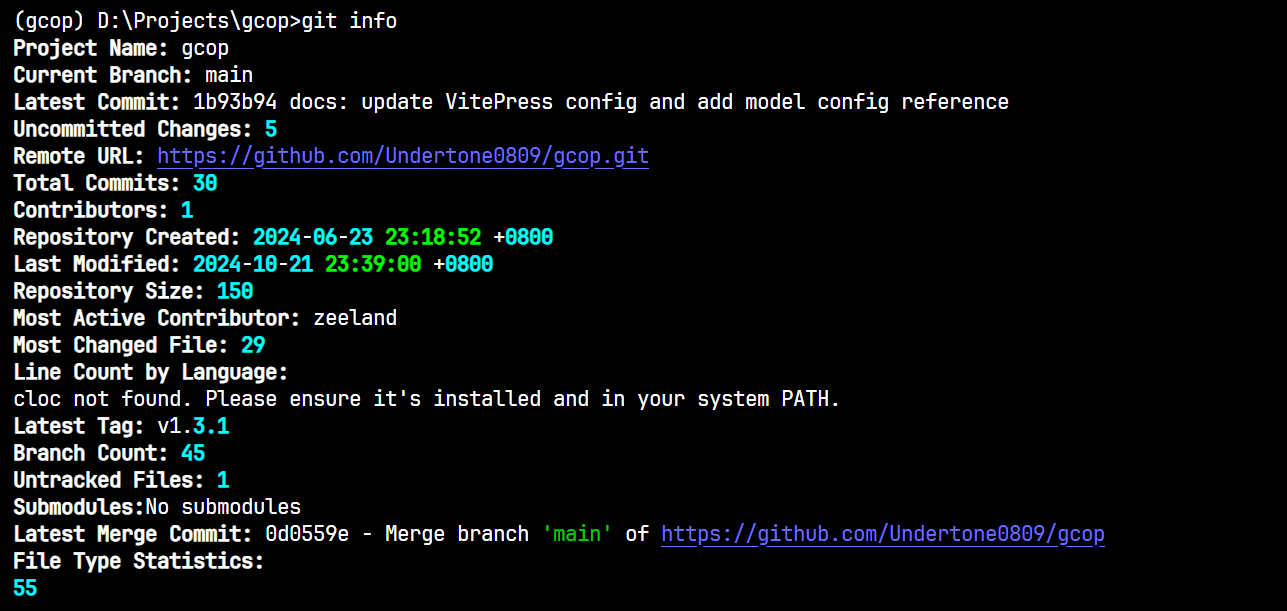 (gcop) D:\Projects\gcop>git info
Project Name: gcop
Current Branch: main
Latest Commit: 1b93b94 docs: update VitePress config and add model config reference
Uncommitted Changes: 5
Remote URL: https://github.com/Undertone0809/gcop.git
Total Commits: 30
Contributors: 1
Repository Created: 2024-06-23 23:18:52 +0800
Last Modified: 2024-10-21 23:39:00 +0800
Repository Size: 150
Most Active Contributor: zeeland
Most Changed File: 29
Line Count by Language:
cloc not found. Please ensure it's installed and in your system PATH.
Latest Tag: v1.3.1
Branch Count: 45
Untracked Files: 1
Submodules:No submodules
Latest Merge Commit: 0d0559e - Merge branch 'main' of https://github.com/Undertone0809/gcop
File Type Statistics:
55